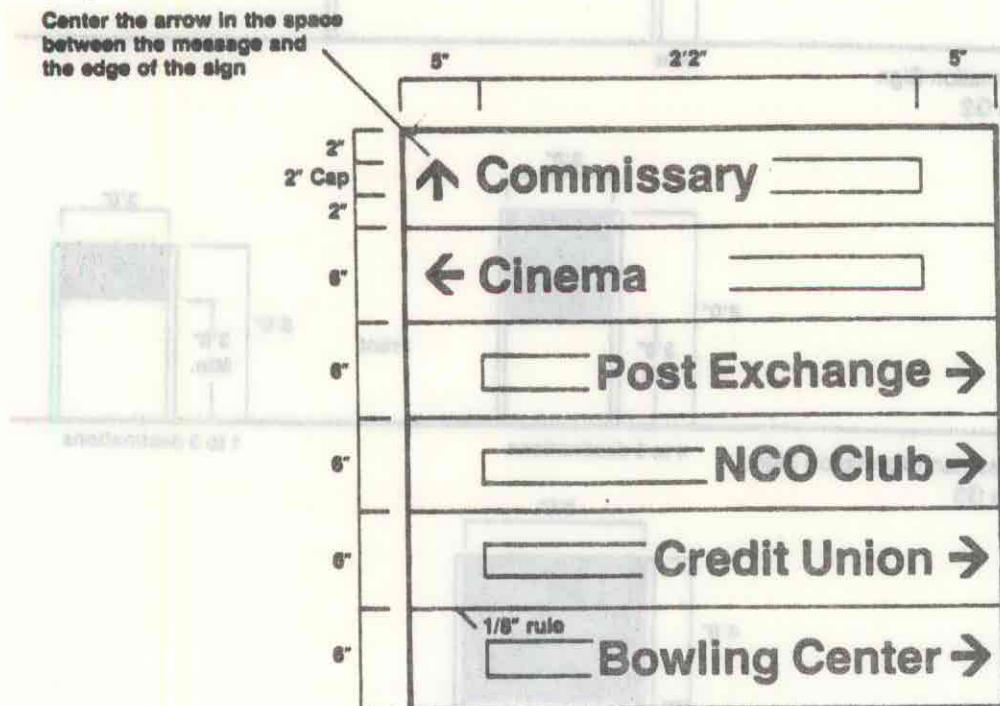 Center the arrow in the space
between the message and
the edge of the sign
5" 2'2" 5"
2"
2" Cap
2"
Commissary
6"
Cinema
6"
Post Exchange
6"
NCO Club
6"
Credit Union
1/8" rule
6"
Bowling Center